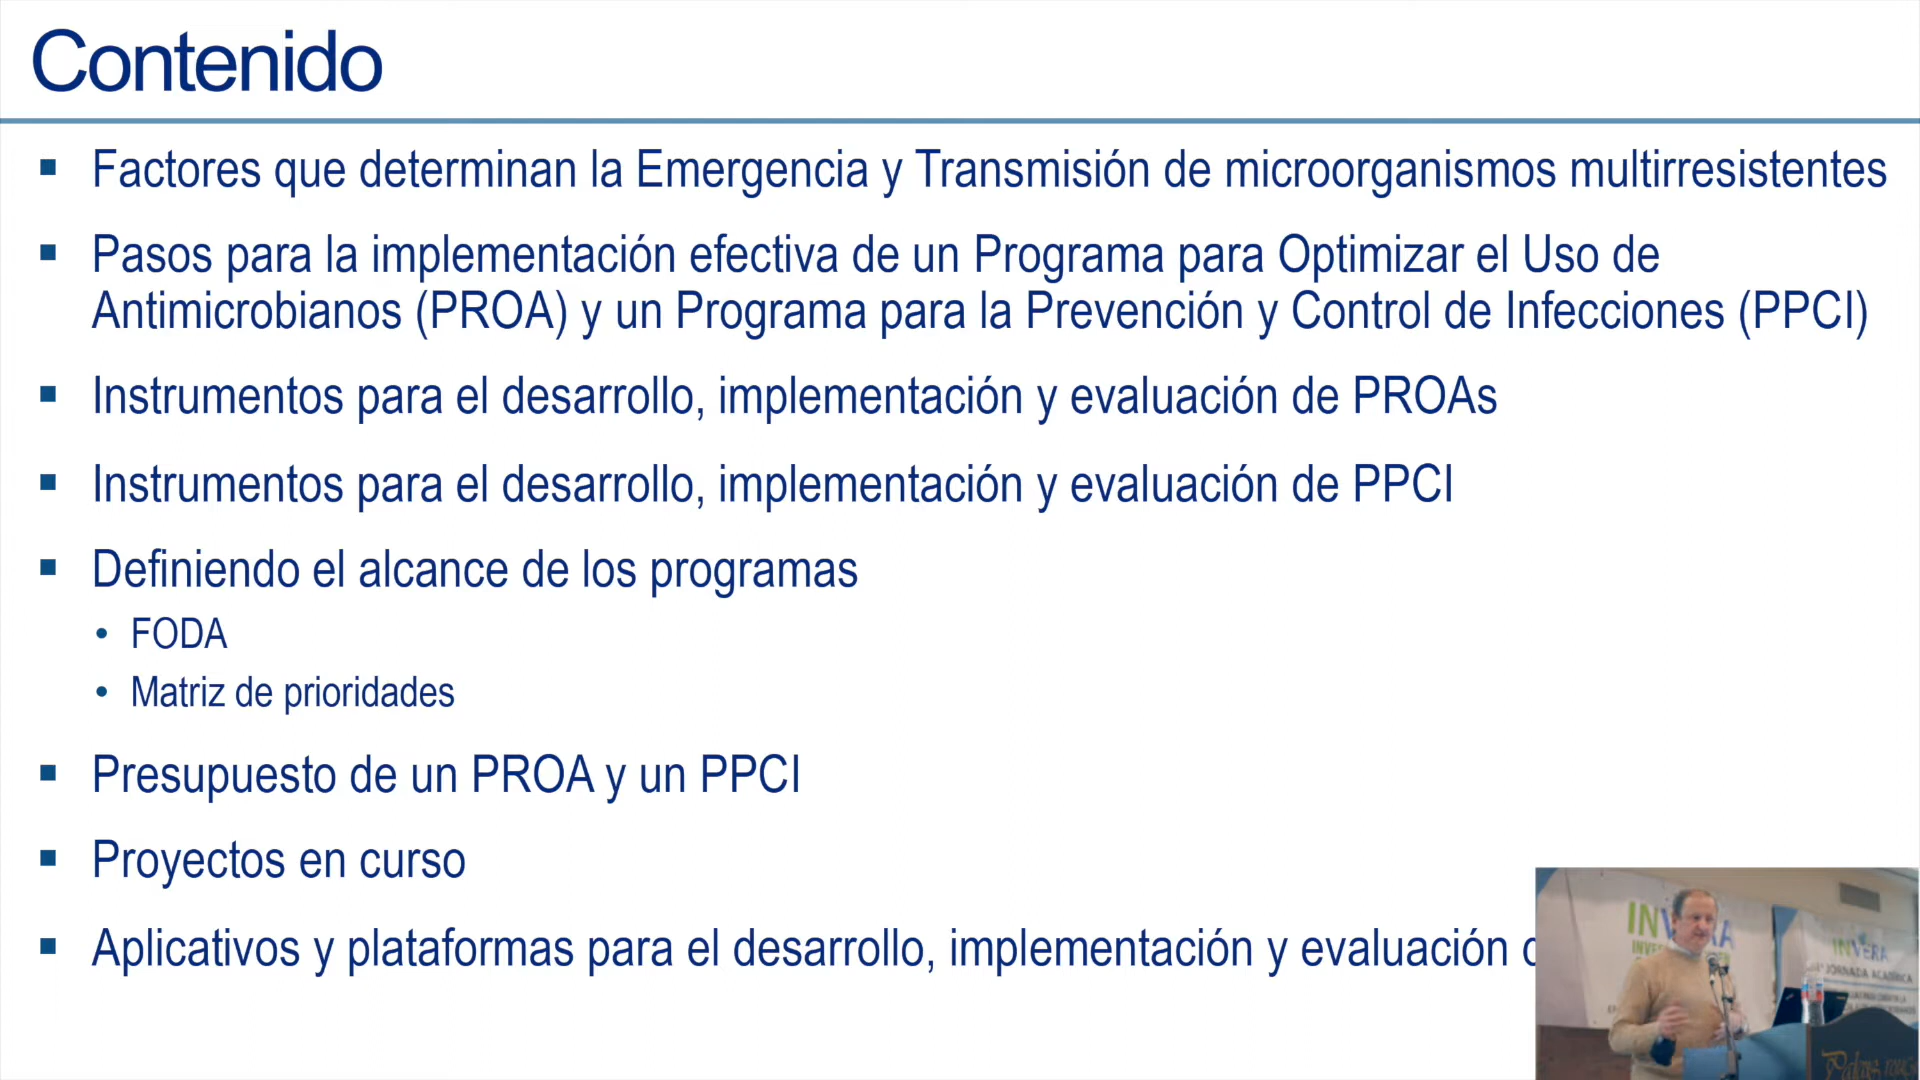 Contenido
▪ Factores que determinan la Emergencia y Transmisión de microorganismos multirresistentes
▪ Pasos para la implementación efectiva de un Programa para Optimizar el Uso de
Antimicrobianos (PROA) y un Programa para la Prevención y Control de Infecciones (PPCI)
▪ Instrumentos para el desarrollo, implementación y evaluación de PROAs
▪ Instrumentos para el desarrollo, implementación y evaluación de PPCI
▪ Definiendo el alcance de los programas
• FODA
• Matriz de prioridades
▪ Presupuesto de un PROA y un PPCI
▪ Proyectos en curso
▪ Aplicativos y plataformas para el desarrollo, implementación y evaluación
INVERA
JORNADA ACADÉMICA